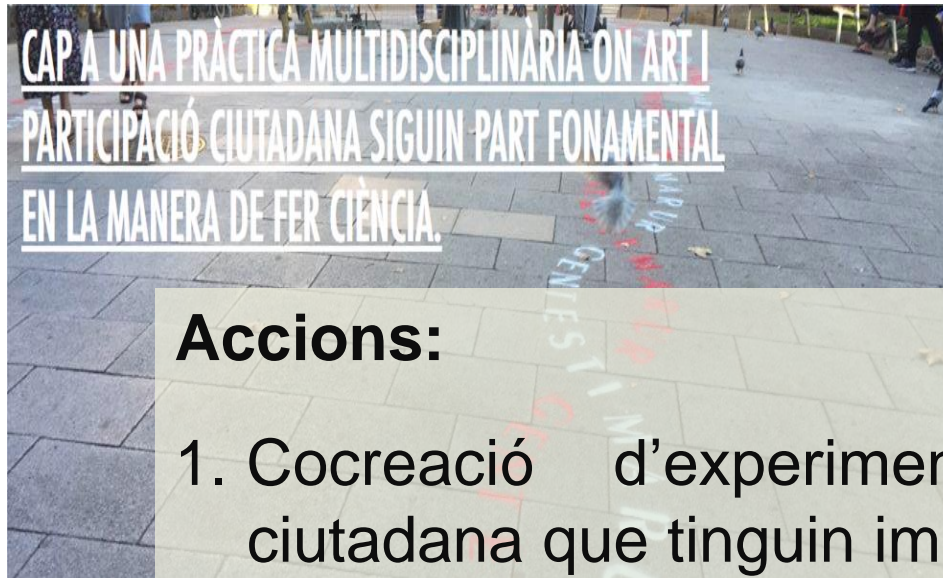 CAP A UNA PRÀCTICA MULTIDISCIPLINÀRIA ON ART I
PARTICIPACIÓ CIUTADANA SIGUIN PART FONAMENTAL
EN LA MANERA DE FER CIÈNCIA.
Accions:
1. Cocreació d'experimen
ciutadana que tinguin im